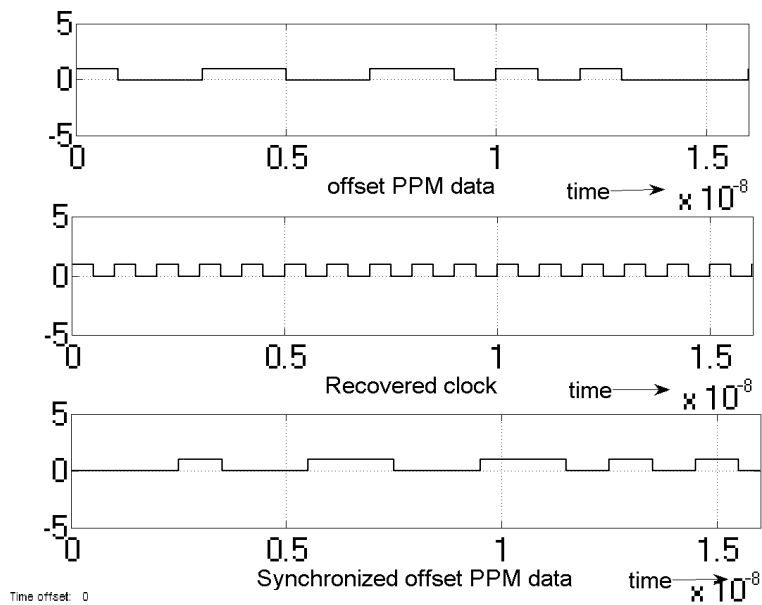 5
0
-5
0 0.5 1 1.5
offset PPM data time x 10^-8
5
0
-5
0 0.5 1 1.5
Recovered clock time x 10^-8
5
0
-5
0 0.5 1 1.5
Synchronized offset PPM data time x 10^-8
Time offset: 0